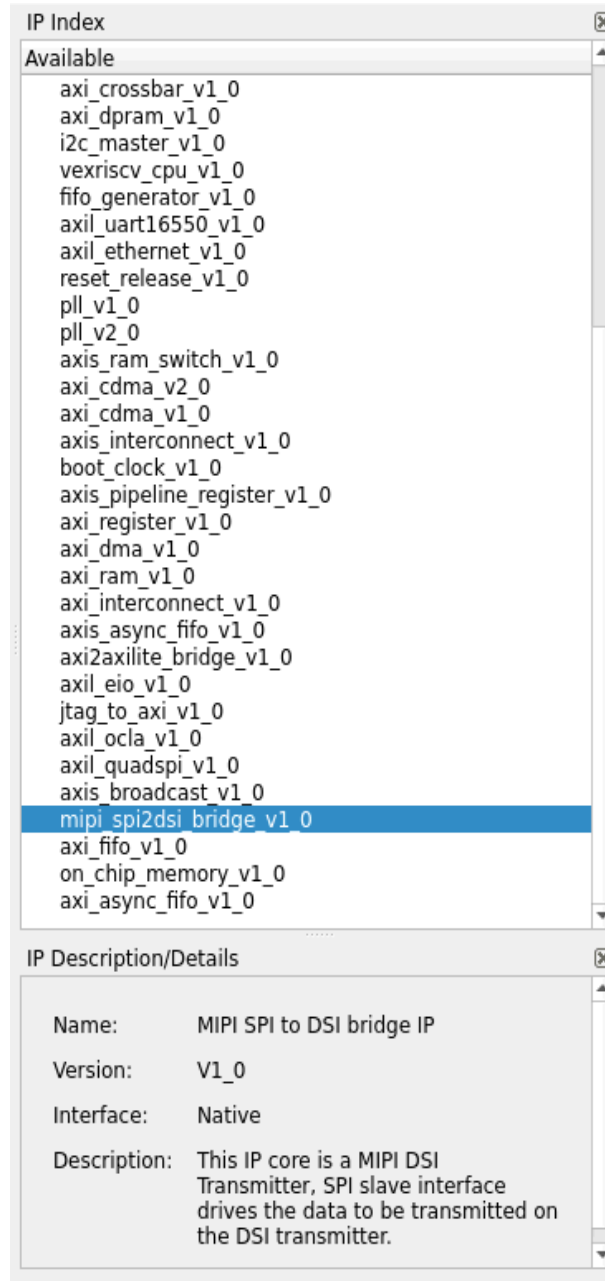 IP Index
Available
axi_crossbar_v1_0
axi_dpram_v1_0
i2c_master_v1_0
vexriscv_cpu_v1_0
fifo_generator_v1_0
axil_uart16550_v1_0
axil_ethernet_v1_0
reset_release_v1_0
pll_v1_0
pll_v2_0
axis_ram_switch_v1_0
axi_cdma_v2_0
axi_cdma_v1_0
axis_interconnect_v1_0
boot_clock_v1_0
axis_pipeline_register_v1_0
axi_register_v1_0
axi_dma_v1_0
axi_ram_v1_0
axi_interconnect_v1_0
axis_async_fifo_v1_0
axi2axilite_bridge_v1_0
axil_eio_v1_0
jtag_to_axi_v1_0
axil_ocla_v1_0
axil_quadspi_v1_0
axis_broadcast_v1_0
mipi_spi2dsi_bridge_v1_0
axi_fifo_v1_0
on_chip_memory_v1_0
axi_async_fifo_v1_0
IP Description/Details
Name: MIPI SPI to DSI bridge IP
Version: V1_0
Interface: Native
Description: This IP core is a MIPI DSI
Transmitter, SPI slave interface
drives the data to be transmitted on
the DSI transmitter.